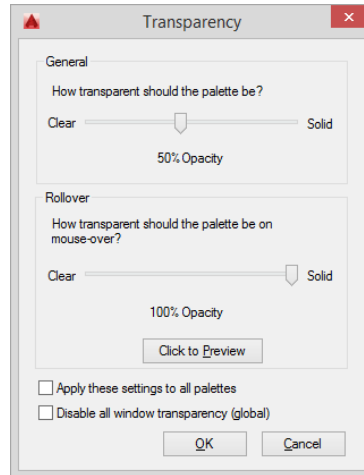 Transparency
General
How transparent should the palette be?
Clear Solid
50% Opacity
Rollover
How transparent should the palette be on
mouse-over?
Clear Solid
100% Opacity
Click to Preview
Apply these settings to all palettes
Disable all window transparency (global)
OK Cancel